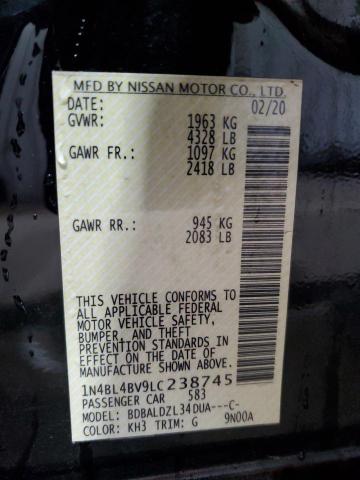 MFD BY NISSAN MOTOR CO., LTD.
DATE: 02/20
GVWR: 1963 KG
4328 LB
GAWR FR.: 1097 KG
2418 LB
GAWR RR.: 945 KG
2083 LB
THIS VEHICLE CONFORMS TO
ALL APPLICABLE FEDERAL
MOTOR VEHICLE SAFETY,
BUMPER, AND THEFT
PREVENTION STANDARDS IN
EFFECT ON THE DATE OF
MANUFACTURE SHOWN ABOVE.
1N4BL4BV9LC238745
PASSENGER CAR 583
MODEL: BDBALDZL34DUA---C-
COLOR: KH3 TRIM: G 9N00A